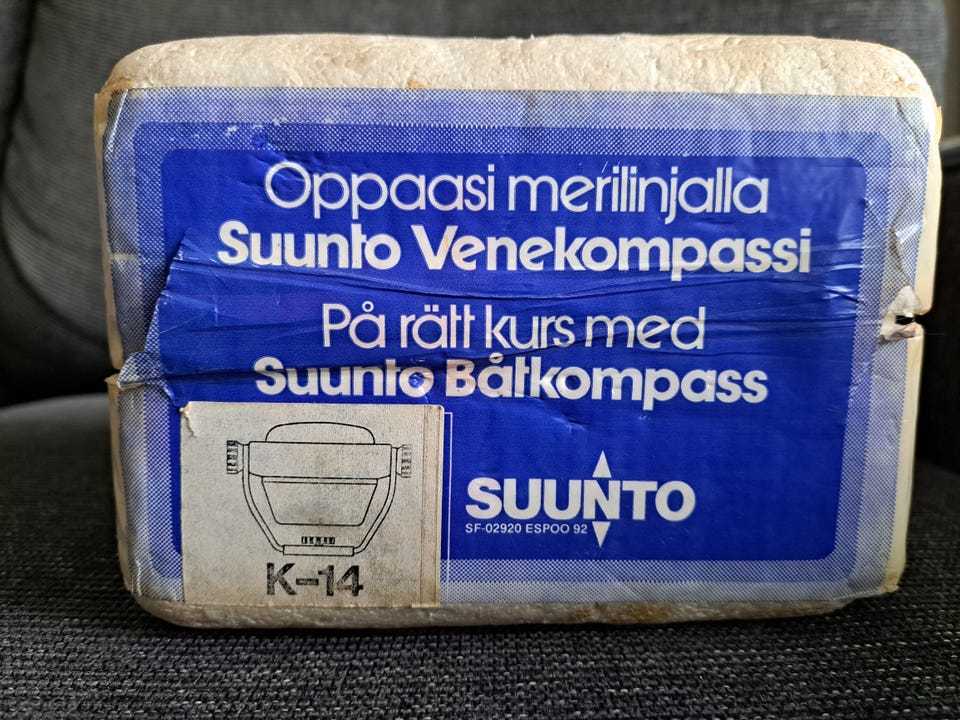 Oppaasi merilinjalla
Suunto Venekompassi
På rätt kurs med
Suunto Båtkompass
SUUNTO
SF-02920 ESPOO 92
K-14